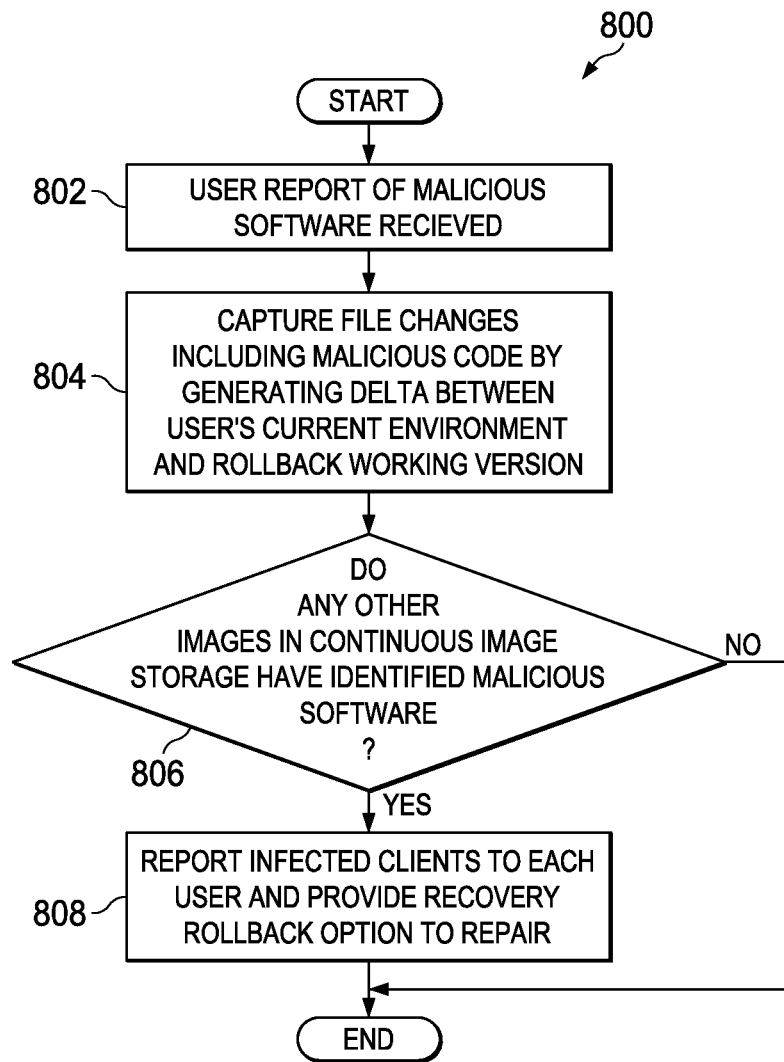 800
START
802
USER REPORT OF MALICIOUS
SOFTWARE RECIEVED
804
CAPTURE FILE CHANGES
INCLUDING MALICIOUS CODE BY
GENERATING DELTA BETWEEN
USER'S CURRENT ENVIRONMENT
AND ROLLBACK WORKING VERSION
DO
ANY OTHER
IMAGES IN CONTINUOUS IMAGE
STORAGE HAVE IDENTIFIED MALICIOUS
SOFTWARE
?
NO
806
YES
808
REPORT INFECTED CLIENTS TO EACH
USER AND PROVIDE RECOVERY
ROLLBACK OPTION TO REPAIR
END